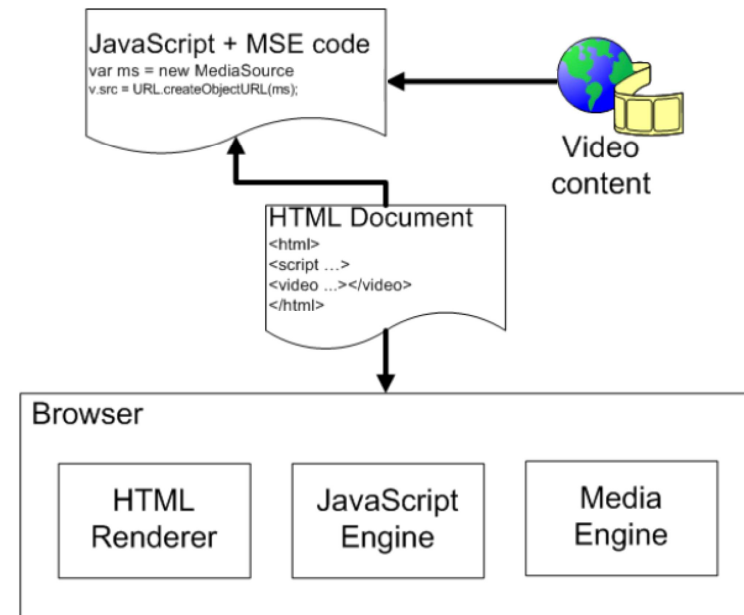 JavaScript + MSE code
var ms = new MediaSource
v.src = URL.createObjectURL(ms);
Video
content
HTML Document
<html>
<script ...>
<video ...></video>
</html>
Browser
HTML
Renderer
JavaScript
Engine
Media
Engine